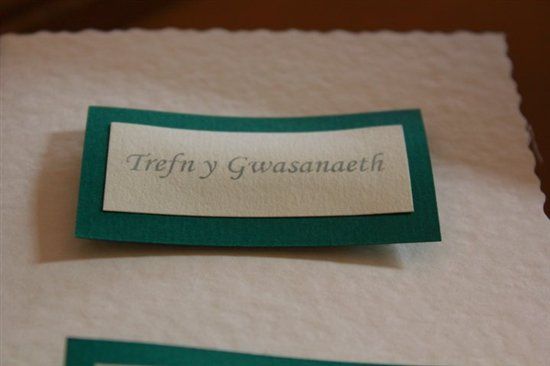 Trefn y Gwasanaeth